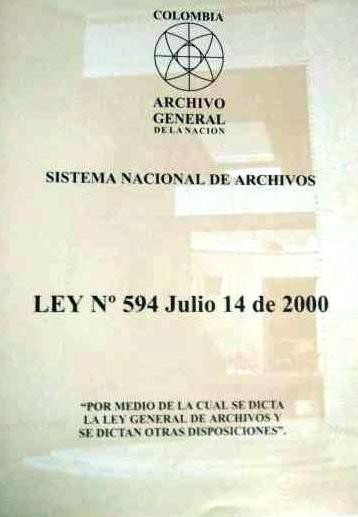 COLOMBIA
ARCHIVO
GENERAL
DE LA NACION
SISTEMA NACIONAL DE ARCHIVOS
LEY Nº 594 Julio 14 de 2000
"POR MEDIO DE LA CUAL SE DICTA
LA LEY GENERAL DE ARCHIVOS Y
SE DICTAN OTRAS DISPOSICIONES".